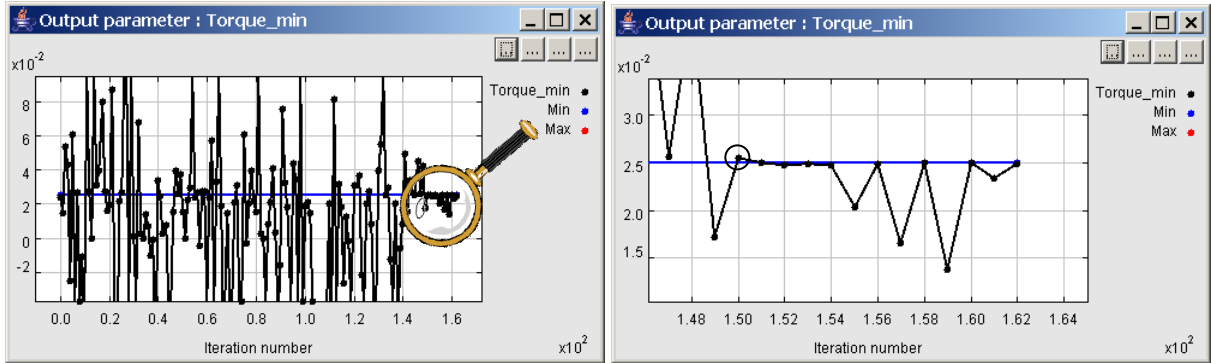 Output parameter : Torque_min
... ... ... ...
x10-2
Torque_min
Min
Max
8
6
4
2
0
-2
0.0 0.2 0.4 0.6 0.8 1.0 1.2 1.4 1.6
Iteration number
x10^2
Output parameter : Torque_min
... ... ... ...
x10-2
Torque_min
Min
Max
3.0
2.5
2.0
1.5
1.48 1.50 1.52 1.54 1.56 1.58 1.60 1.62 1.64
Iteration number
x10^2